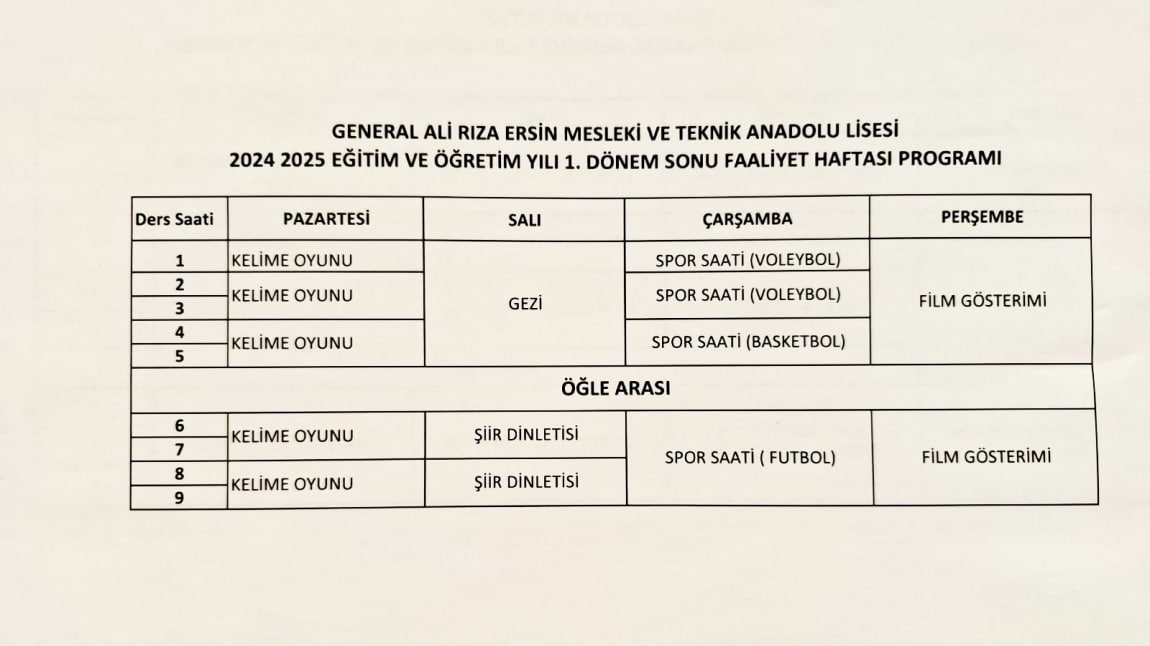 GENERAL ALİ RIZA ERSİN MESLEKİ VE TEKNİK ANADOLU LİSESİ
2024 2025 EĞİTİM VE ÖĞRETİM YILI 1. DÖNEM SONU FAALİYET HAFTASI PROGRAMI
Ders Saati PAZARTESİ SALI ÇARŞAMBA PERŞEMBE
1 KELİME OYUNU SPOR SAATİ (VOLEYBOL)
2
KELİME OYUNU SPOR SAATİ (VOLEYBOL)
3 GEZİ FİLM GÖSTERİMİ
4
KELİME OYUNU SPOR SAATİ (BASKETBOL)
5
ÖĞLE ARASI
6
KELİME OYUNU ŞİİR DİNLETİSİ
7
SPOR SAATİ ( FUTBOL) FİLM GÖSTERİMİ
8
KELİME OYUNU ŞİİR DİNLETİSİ
9